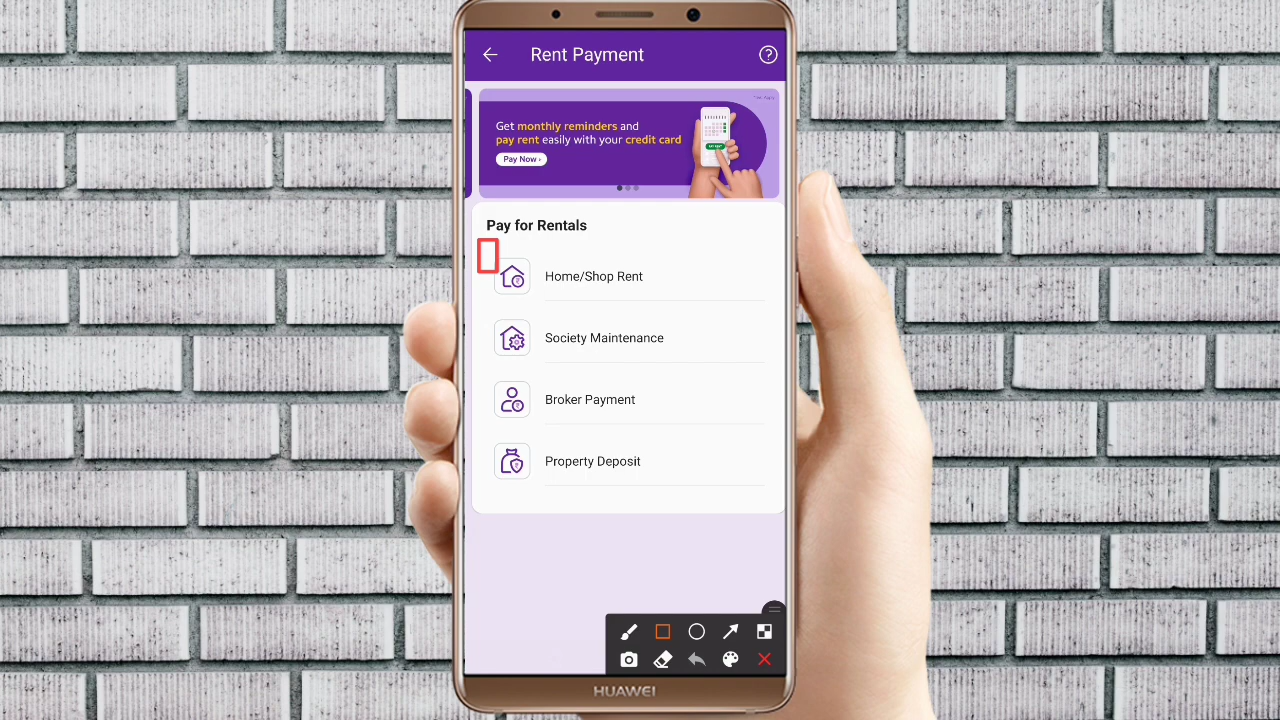 Rent Payment
Get monthly reminders and
pay rent easily with your credit card
Pay Now ›
Pay for Rentals
Home/Shop Rent
Society Maintenance
Broker Payment
Property Deposit
HUAWEI